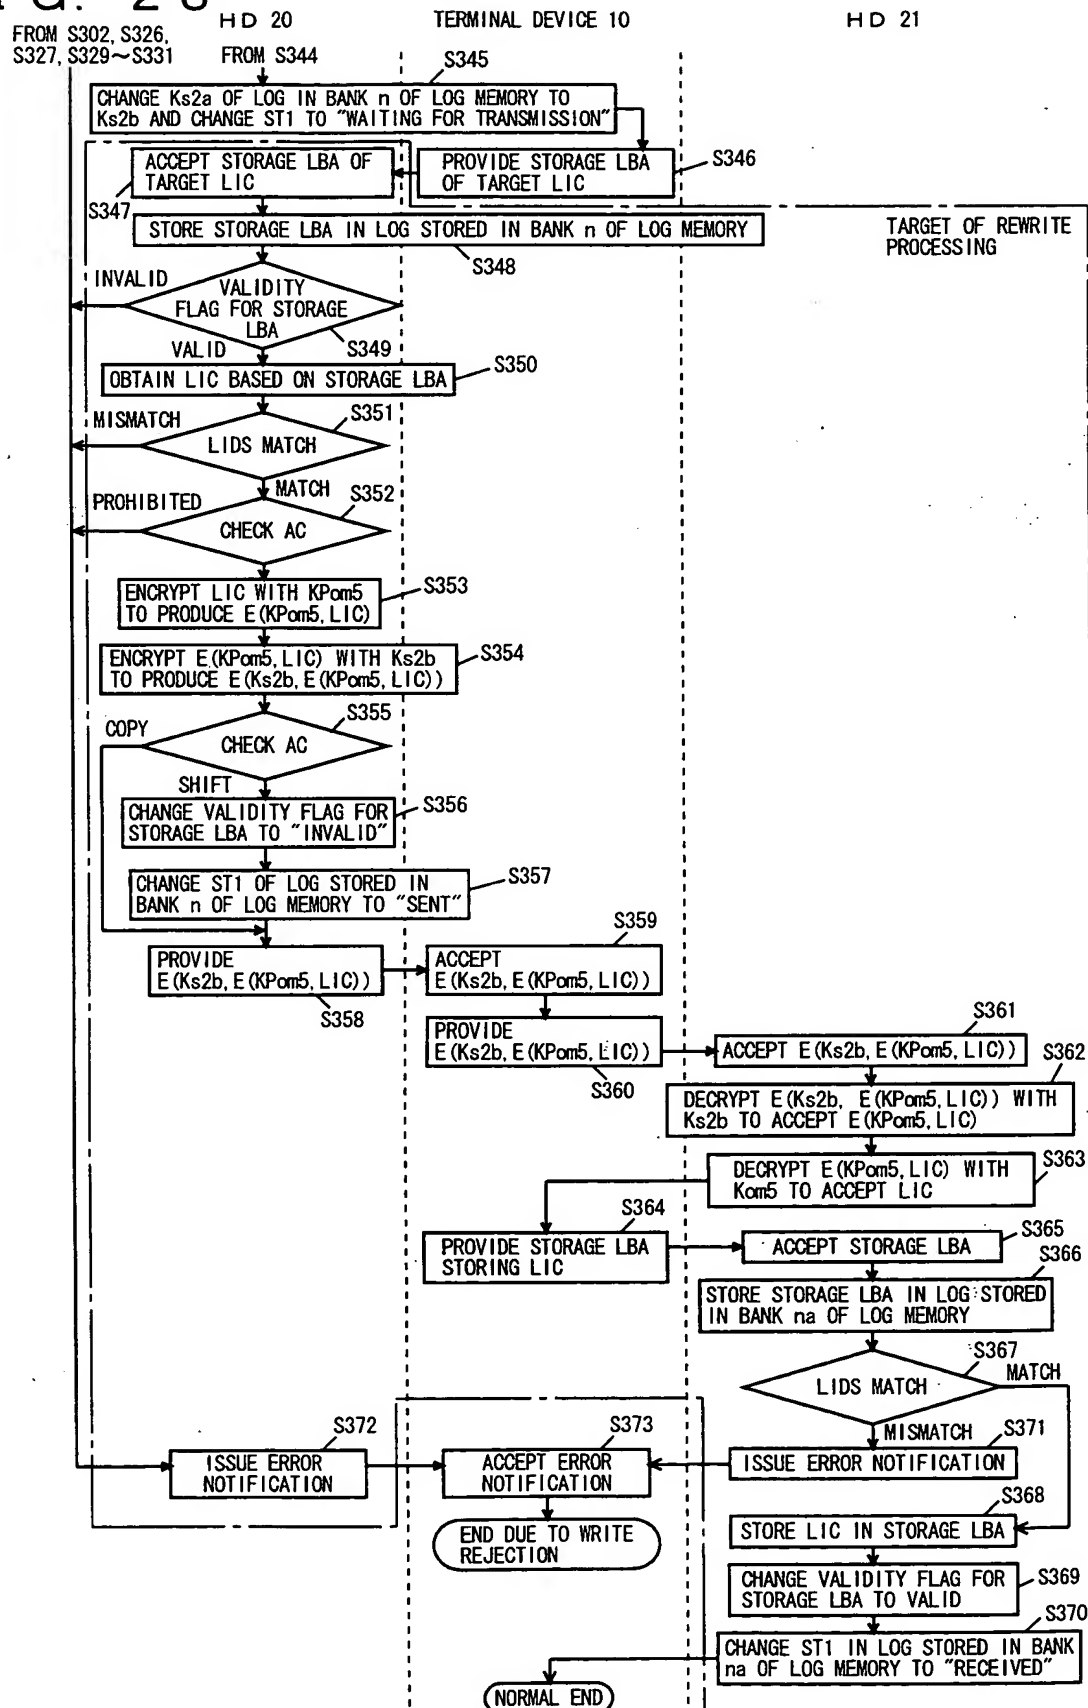 FIG. 28
HD 20
TERMINAL DEVICE 10
HD 21
FROM S302, S326,
S327, S329~S331
FROM S344
S345
CHANGE Ks2a OF LOG IN BANK n OF LOG MEMORY TO
Ks2b AND CHANGE ST1 TO "WAITING FOR TRANSMISSION"
ACCEPT STORAGE LBA OF
TARGET LIC
S347
PROVIDE STORAGE LBA
OF TARGET LIC
S346
STORE STORAGE LBA IN LOG STORED IN BANK n OF LOG MEMORY
S348
TARGET OF REWRITE
PROCESSING
INVALID
VALIDITY
FLAG FOR STORAGE
LBA
S349
VALID
OBTAIN LIC BASED ON STORAGE LBA
S350
MISMATCH
S351
LIDS MATCH
MATCH
PROHIBITED
S352
CHECK AC
ENCRYPT LIC WITH KPom5
TO PRODUCE E(KPom5, LIC)
S353
ENCRYPT E(KPom5, LIC) WITH Ks2b
TO PRODUCE E(Ks2b, E(KPom5, LIC))
S354
COPY
S355
CHECK AC
SHIFT
CHANGE VALIDITY FLAG FOR
STORAGE LBA TO "INVALID"
S356
CHANGE ST1 OF LOG STORED IN
BANK n OF LOG MEMORY TO "SENT"
S357
PROVIDE
E(Ks2b, E(KPom5, LIC))
S358
S359
ACCEPT
E(Ks2b, E(KPom5, LIC))
PROVIDE
E(Ks2b, E(KPom5, LIC))
S360
S361
ACCEPT E(Ks2b, E(KPom5, LIC))
S362
DECRYPT E(Ks2b, E(KPom5, LIC)) WITH
Ks2b TO ACCEPT E(KPom5, LIC)
S363
DECRYPT E(KPom5, LIC) WITH
Kom5 TO ACCEPT LIC
S364
PROVIDE STORAGE LBA
STORING LIC
S365
ACCEPT STORAGE LBA
S366
STORE STORAGE LBA IN LOG STORED
IN BANK na OF LOG MEMORY
S367
LIDS MATCH
MATCH
MISMATCH
S372
ISSUE ERROR
NOTIFICATION
S373
ACCEPT ERROR
NOTIFICATION
S371
ISSUE ERROR NOTIFICATION
END DUE TO WRITE
REJECTION
S368
STORE LIC IN STORAGE LBA
CHANGE VALIDITY FLAG FOR
STORAGE LBA TO VALID
S369
S370
CHANGE ST1 IN LOG STORED IN BANK
na OF LOG MEMORY TO "RECEIVED"
NORMAL END